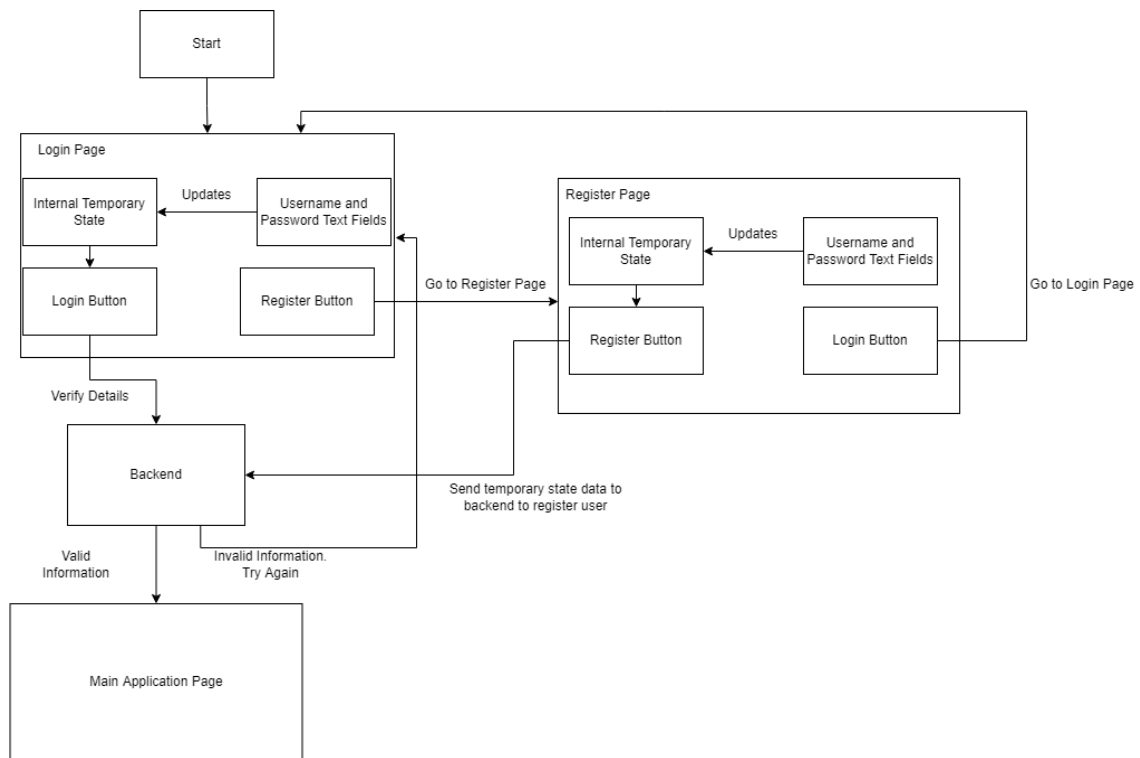 Start
Login Page
Internal Temporary
State
Updates
Username and
Password Text Fields
Login Button
Register Button
Go to Register Page
Register Page
Internal Temporary
State
Updates
Username and
Password Text Fields
Register Button
Login Button
Go to Login Page
Verify Details
Backend
Send temporary state data to
backend to register user
Valid
Information
Invalid Information.
Try Again
Main Application Page